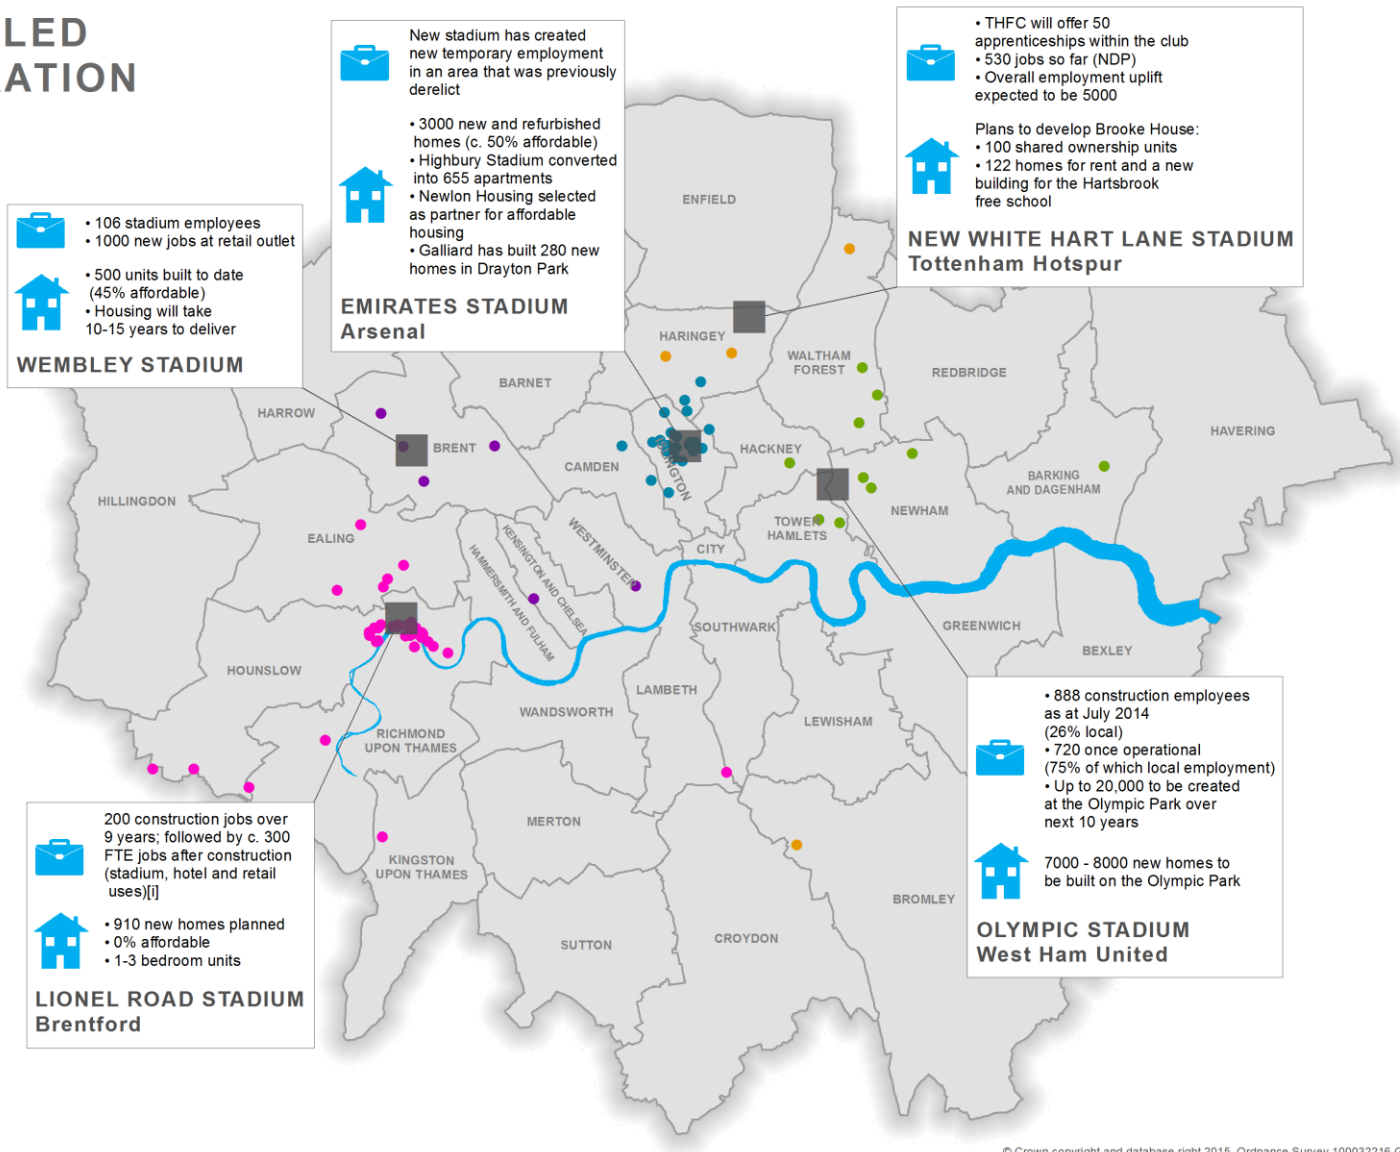 LED
RATION
New stadium has created
new temporary employment
in an area that was previously
derelict
• 3000 new and refurbished
homes (c. 50% affordable)
• Highbury Stadium converted
into 655 apartments
• Newlon Housing selected
as partner for affordable
housing
• Galliard has built 280 new
homes in Drayton Park
EMIRATES STADIUM
Arsenal
• THFC will offer 50
apprenticeships within the club
• 530 jobs so far (NDP)
• Overall employment uplift
expected to be 5000
Plans to develop Brooke House:
• 100 shared ownership units
• 122 homes for rent and a new
building for the Hartsbrook
free school
NEW WHITE HART LANE STADIUM
Tottenham Hotspur
• 106 stadium employees
• 1000 new jobs at retail outlet
• 500 units built to date
(45% affordable)
• Housing will take
10-15 years to deliver
WEMBLEY STADIUM
ENFIELD
HARINGEY
WALTHAM
FOREST
REDBRIDGE
BARNET
HARROW
BRENT
CAMDEN
ISLINGTON
HACKNEY
HAVERING
BARKING
AND DAGENHAM
HILLINGDON
EALING
NEWHAM
TOWER
HAMLETS
CITY
WESTMINSTER
KENSINGTON AND CHELSEA
HAMMERSMITH AND FULHAM
SOUTHWARK
GREENWICH
BEXLEY
HOUNSLOW
LAMBETH
WANDSWORTH
LEWISHAM
RICHMOND
UPON THAMES
MERTON
KINGSTON
UPON THAMES
BROMLEY
SUTTON
CROYDON
• 888 construction employees
as at July 2014
(26% local)
• 720 once operational
(75% of which local employment)
• Up to 20,000 to be created
at the Olympic Park over
next 10 years
7000 - 8000 new homes to
be built on the Olympic Park
OLYMPIC STADIUM
West Ham United
200 construction jobs over
9 years; followed by c. 300
FTE jobs after construction
(stadium, hotel and retail
uses)[i]
• 910 new homes planned
• 0% affordable
• 1-3 bedroom units
LIONEL ROAD STADIUM
Brentford
© Crown copyright and database right 2015. Ordnance Survey 100032216